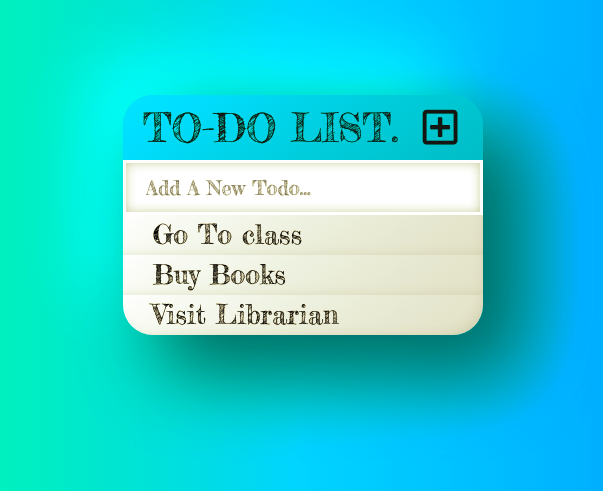 TO-DO LIST.
Add A New Todo...
Go To class
Buy Books
Visit Librarian